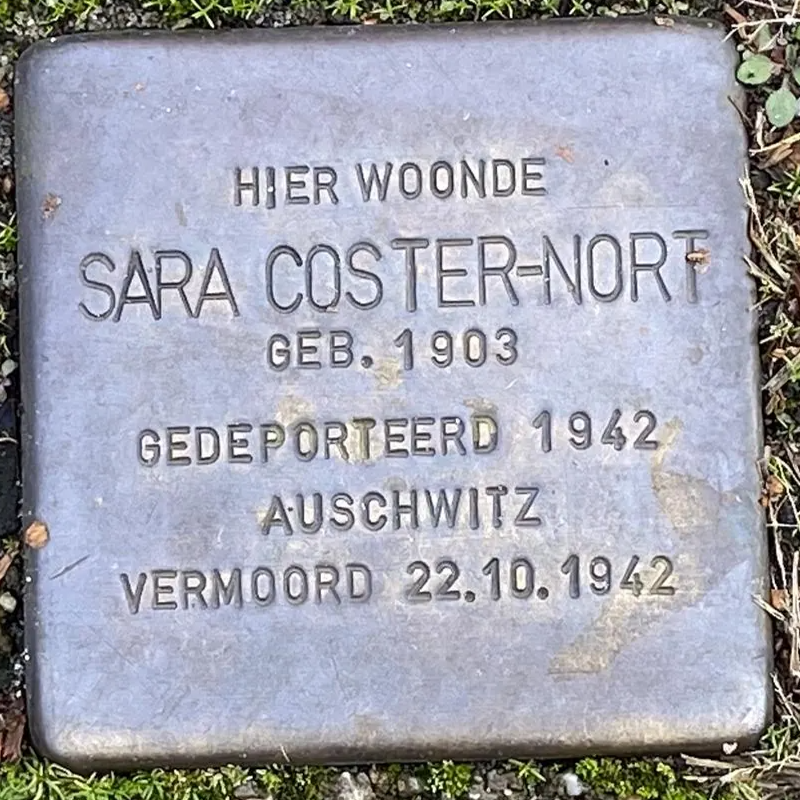 HIER WOONDE
SARA COSTER-NORT
GEB. 1903
GEDEPORTEERD 1942
AUSCHWITZ
VERMOORD 22.10.1942